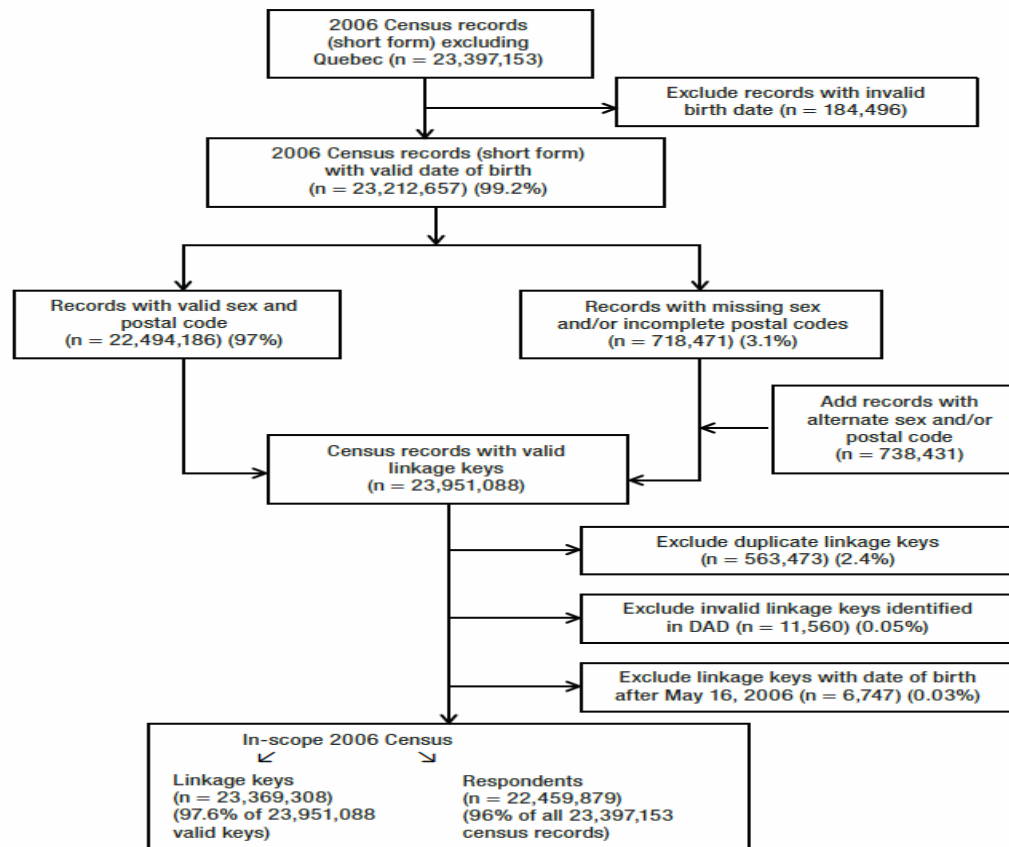 2006 Census records
(short form) excluding
Quebec (n = 23,397,153)
Exclude records with invalid
birth date (n = 184,496)
2006 Census records (short form)
with valid date of birth
(n = 23,212,657) (99.2%)
Records with valid sex and
postal code
(n = 22,494,186) (97%)
Records with missing sex
and/or incomplete postal codes
(n = 718,471) (3.1%)
Add records with
alternate sex and/or
postal code
(n = 738,431)
Census records with valid
linkage keys
(n = 23,951,088)
Exclude duplicate linkage keys
(n = 563,473) (2.4%)
Exclude invalid linkage keys identified
in DAD (n = 11,560) (0.05%)
Exclude linkage keys with date of birth
after May 16, 2006 (n = 6,747) (0.03%)
In-scope 2006 Census
Linkage keys
(n = 23,369,308)
(97.6% of 23,951,088
valid keys)
Respondents
(n = 22,459,879)
(96% of all 23,397,153
census records)